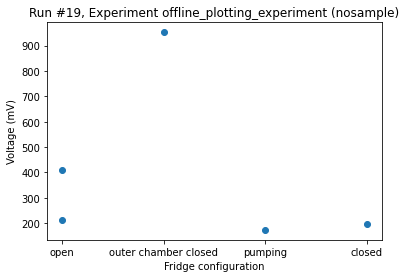 Run #19, Experiment offline_plotting_experiment (nosample)
900
800
700
600
500
400
300
200
Voltage (mV)
open
outer chamber closed
pumping
closed
Fridge configuration